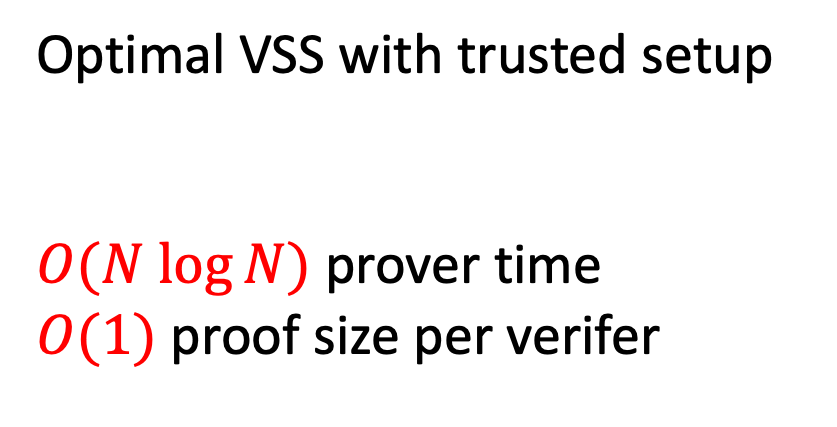 Optimal VSS with trusted setup
O(N log N) prover time
O(1) proof size per verifer